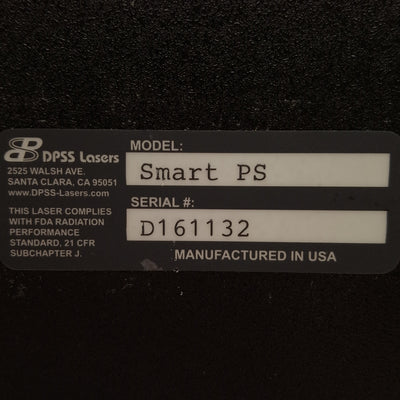 DPSS Lasers
2525 WALSH AVE.
SANTA CLARA, CA 95051
www.DPSS-Lasers.com
THIS LASER COMPLIES
WITH FDA RADIATION
PERFORMANCE
STANDARD, 21 CFR
SUBCHAPTER J.
MODEL:
Smart PS
SERIAL #:
D161132
MANUFACTURED IN USA